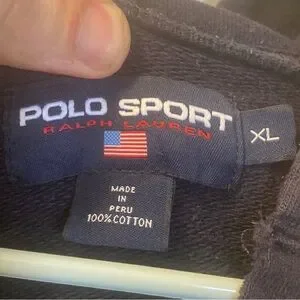 POLO SPORT
RALPH LAUREN
XL
MADE
IN
PERU
100% COTTON